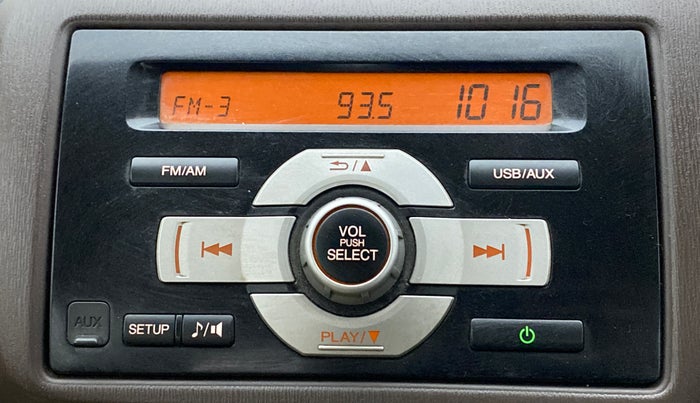 FM-3 93.5 10 16
FM/AM
/▲
USB/AUX
VOL
PUSH
SELECT
AUX
SETUP
♪/
PLAY/▼